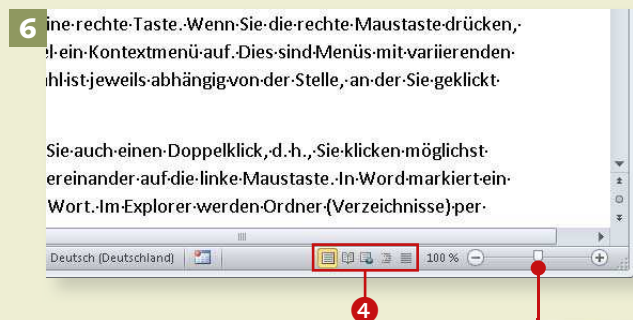 6
ine·rechte·Taste.·Wenn·Sie·die·rechte·Maustaste·drücken,·
el·ein·Kontextmenü·auf.·Dies·sind·Menüs·mit·variierenden·
hl·ist·jeweils·abhängig·von·der·Stelle,·an·der·Sie·geklickt·
Sie·auch·einen·Doppelklick,·d.·h.,·Sie·klicken·möglichst·
ereinander·auf·die·linke·Maustaste.·In·Word·markiert·ein·
Wort.·Im·Explorer·werden·Ordner·(Verzeichnisse)·per·
Deutsch (Deutschland) 100 %
4